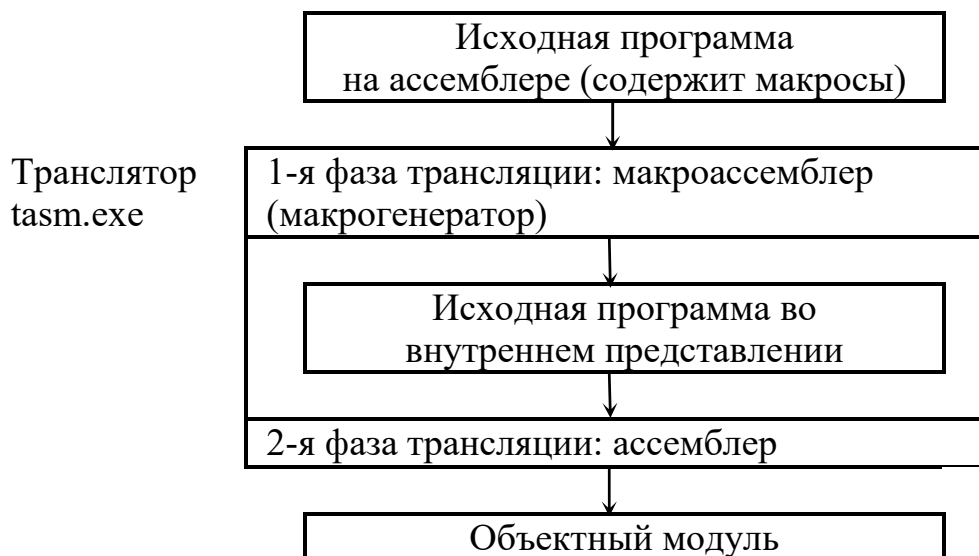 Исходная программа
на ассемблере (содержит макросы)
Транслятор
tasm.exe
1-я фаза трансляции: макроассемблер
(макрогенератор)
Исходная программа во
внутреннем представлении
2-я фаза трансляции: ассемблер
Объектный модуль